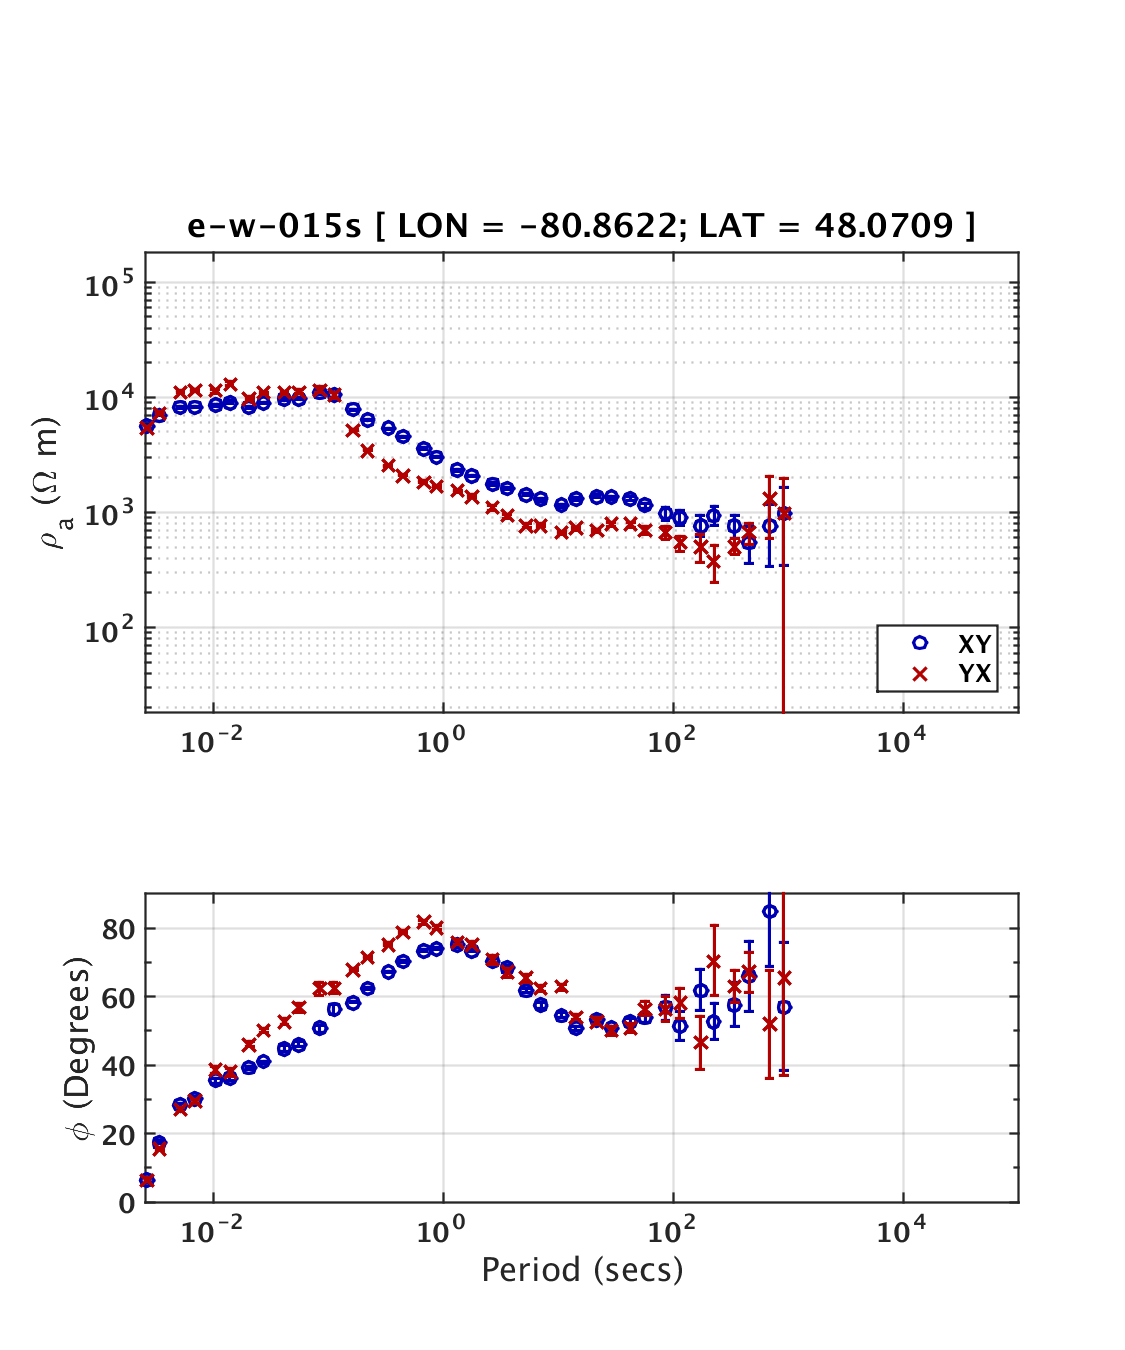 e-w-015s [ LON = -80.8622; LAT = 48.0709 ]
ρa (Ω m)
10^5
10^4
10^3
10^2
XY
YX
10^-2 10^0 10^2 10^4
ϕ (Degrees)
80
60
40
20
0
10^-2 10^0 10^2 10^4
Period (secs)